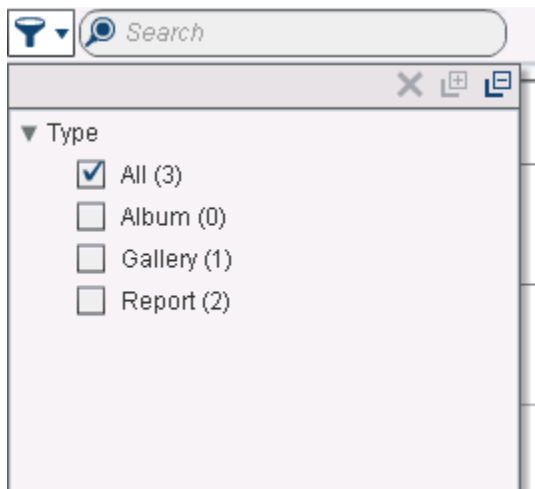 Search
Type
All (3)
Album (0)
Gallery (1)
Report (2)